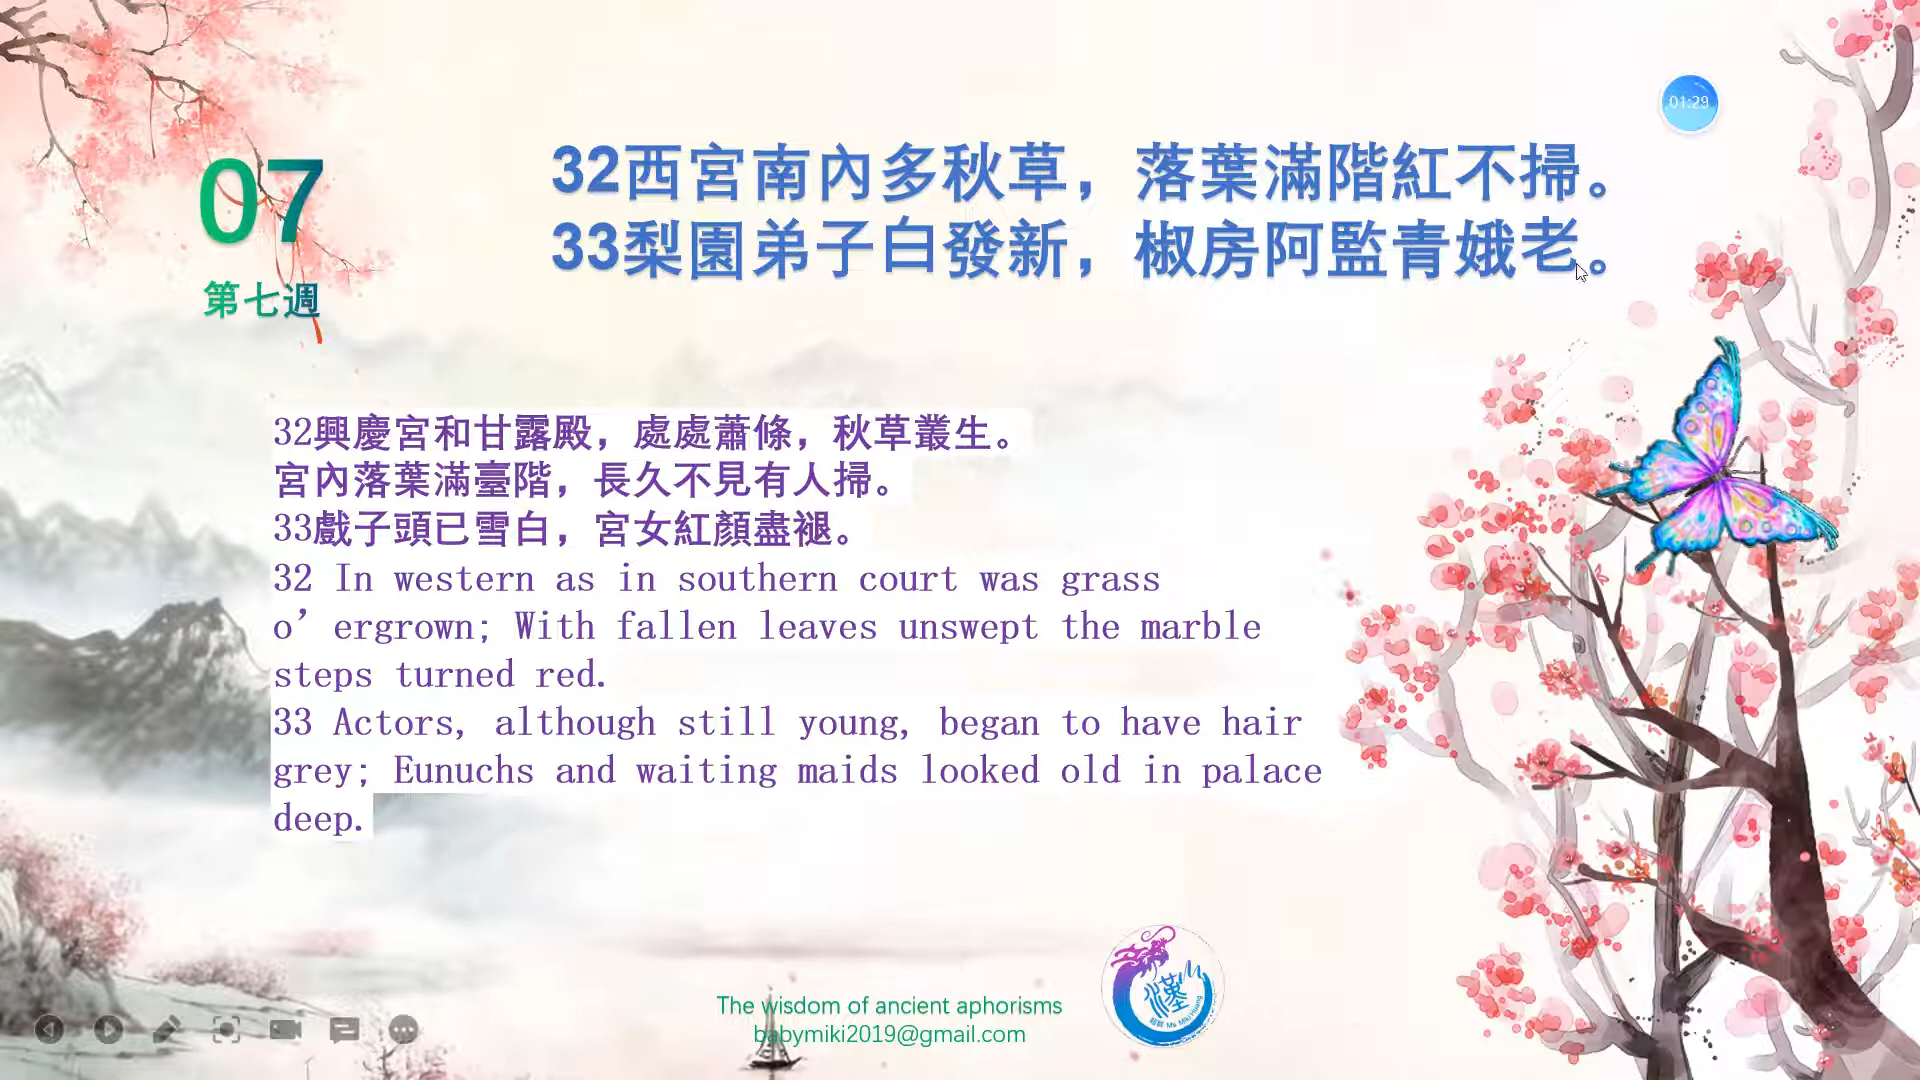 01:29
07
第七週
32西宮南內多秋草，落葉滿階紅不掃。
33梨園弟子白發新，椒房阿監青娥老。
32興慶宮和甘露殿，處處蕭條，秋草叢生。
宮內落葉滿臺階，長久不見有人掃。
33戲子頭已雪白，宮女紅顏盡褪。
32 In western as in southern court was grass
o’ergrown; With fallen leaves unswept the marble
steps turned red.
33 Actors, although still young, began to have hair
grey; Eunuchs and waiting maids looked old in palace
deep.
The wisdom of ancient aphorisms
babymiki2019@gmail.com